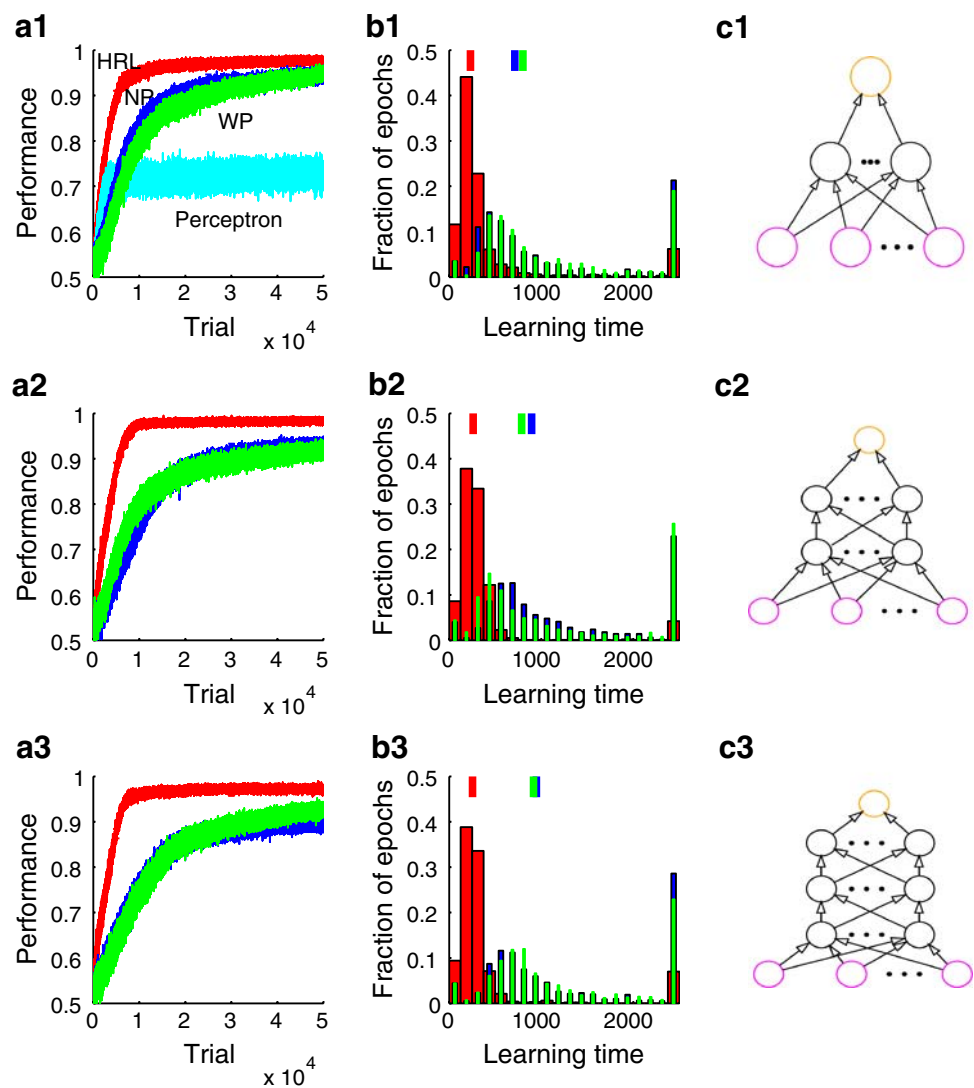 a1
b1
c1
Performance
1
0.9
0.8
0.7
0.6
0.5
HRL
NP
WP
Perceptron
0 1 2 3 4 5
Trial
x 10^4
Fraction of epochs
0.5
0.4
0.3
0.2
0.1
0
0 1000 2000
Learning time
a2
b2
c2
Performance
1
0.9
0.8
0.7
0.6
0.5
0 1 2 3 4 5
Trial
x 10^4
Fraction of epochs
0.5
0.4
0.3
0.2
0.1
0
0 1000 2000
Learning time
a3
b3
c3
Performance
1
0.9
0.8
0.7
0.6
0.5
0 1 2 3 4 5
Trial
x 10^4
Fraction of epochs
0.5
0.4
0.3
0.2
0.1
0
0 1000 2000
Learning time